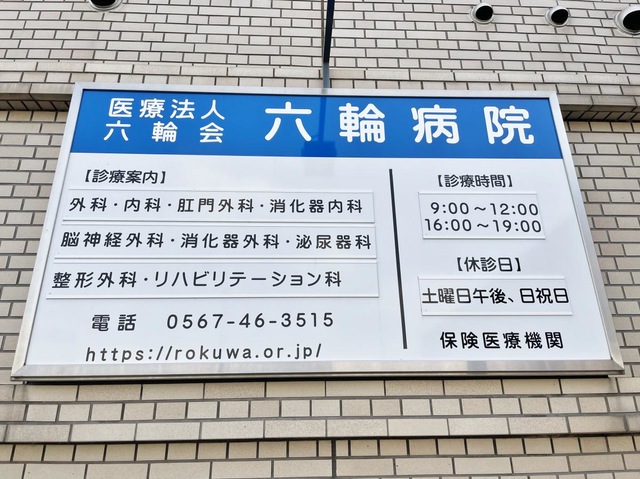 医療法人
六輪会
六輪病院
【診療案内】
外科・内科・肛門外科・消化器内科
脳神経外科・消化器外科・泌尿器科
整形外科・リハビリテーション科
電話 0567-46-3515
https://rokuwa.or.jp/
【診療時間】
9:00～12:00
16:00～19:00
【休診日】
土曜日午後、日祝日
保険医療機関